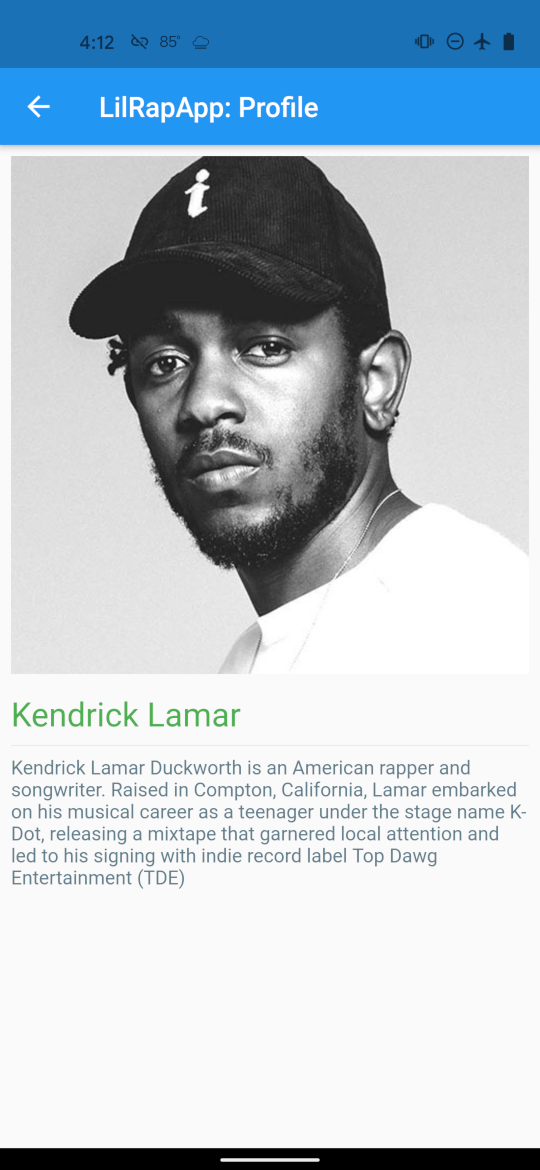 4:12 85°
LilRapApp: Profile
i
Kendrick Lamar
Kendrick Lamar Duckworth is an American rapper and
songwriter. Raised in Compton, California, Lamar embarked
on his musical career as a teenager under the stage name K-
Dot, releasing a mixtape that garnered local attention and
led to his signing with indie record label Top Dawg
Entertainment (TDE)